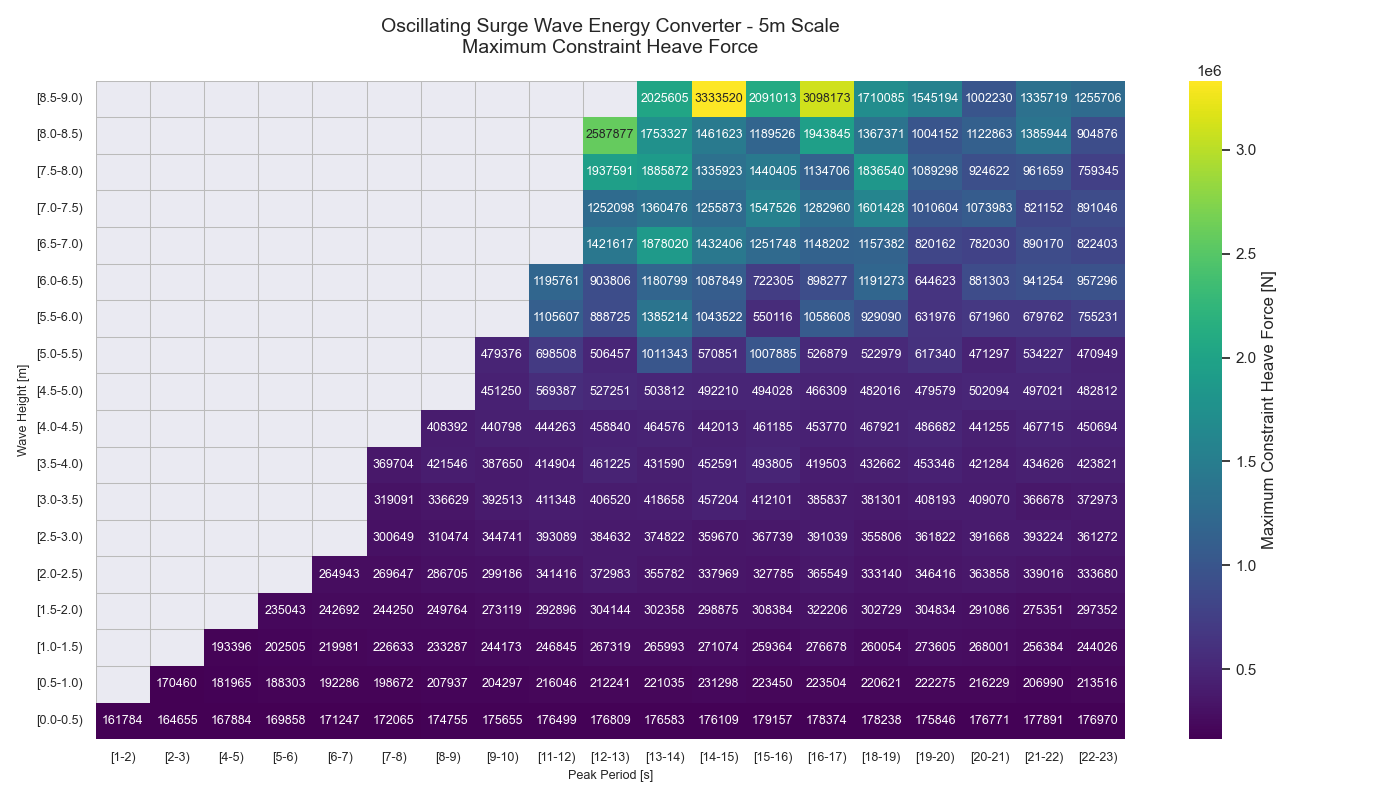 Oscillating Surge Wave Energy Converter - 5m Scale
Maximum Constraint Heave Force
1e6
[8.5-9.0) 2025605 3333520 2091013 3098173 1710085 1545194 1002230 1335719 1255706
[8.0-8.5) 2587877 1753327 1461623 1189526 1943845 1367371 1004152 1122863 1385944 904876
[7.5-8.0) 1937591 1885872 1335923 1440405 1134706 1836540 1089298 924622 961659 759345
[7.0-7.5) 1252098 1360476 1255873 1547526 1282960 1601428 1010604 1073983 821152 891046
[6.5-7.0) 1421617 1878020 1432406 1251748 1148202 1157382 820162 782030 890170 822403
[6.0-6.5) 1195761 903806 1180799 1087849 722305 898277 1191273 644623 881303 941254 957296
[5.5-6.0) 1105607 888725 1385214 1043522 550116 1058608 929090 631976 671960 679762 755231
[5.0-5.5) 479376 698508 506457 1011343 570851 1007885 526879 522979 617340 471297 534227 470949
[4.5-5.0) 451250 569387 527251 503812 492210 494028 466309 482016 479579 502094 497021 482812
[4.0-4.5) 408392 440798 444263 458840 464576 442013 461185 453770 467921 486682 441255 467715 450694
[3.5-4.0) 369704 421546 387650 414904 461225 431590 452591 493805 419503 432662 453346 421284 434626 423821
[3.0-3.5) 319091 336629 392513 411348 406520 418658 457204 412101 385837 381301 408193 409070 366678 372973
[2.5-3.0) 300649 310474 344741 393089 384632 374822 359670 367739 391039 355806 361822 391668 393224 361272
[2.0-2.5) 264943 269647 286705 299186 341416 372983 355782 337969 327785 365549 333140 346416 363858 339016 333680
[1.5-2.0) 235043 242692 244250 249764 273119 292896 304144 302358 298875 308384 322206 302729 304834 291086 275351 297352
[1.0-1.5) 193396 202505 219981 226633 233287 244173 246845 267319 265993 271074 259364 276678 260054 273605 268001 256384 244026
[0.5-1.0) 170460 181965 188303 192286 198672 207937 204297 216046 212241 221035 231298 223450 223504 220621 222275 216229 206990 213516
[0.0-0.5) 161784 164655 167884 169858 171247 172065 174755 175655 176499 176809 176583 176109 179157 178374 178238 175846 176771 177891 176970
[1-2) [2-3) [4-5) [5-6) [6-7) [7-8) [8-9) [9-10) [11-12) [12-13) [13-14) [14-15) [15-16) [16-17) [18-19) [19-20) [20-21) [21-22) [22-23)
Peak Period [s]
Wave Height [m]
3.0
2.5
2.0
1.5
1.0
0.5
Maximum Constraint Heave Force [N]